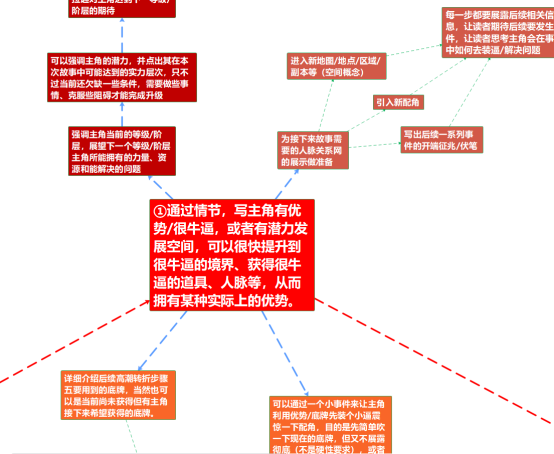 阶层的期待
每一步都要展露后续相关信
息，让读者期待后续要发生
件，让读者思考主角会在事
中如何去装逼/解决问题
可以强调主角的潜力，并点出其在本
次故事中可能达到的实力层次，只不
过当前还欠缺一些条件，需要做些事
情、克服些阻碍才能完成升级
进入新地图/地点/区域/
副本等（空间概念）
引入新配角
强调主角当前的等级/阶
层，展望下一个等级/阶层
主角所能拥有的力量、资
源和能解决的问题
为接下来故事需
要的人脉关系网
的展示做准备
写出后续一系列事
件的开端征兆/伏笔
①通过情节，写主角有优
势/很牛逼，或者有潜力发
展空间，可以很快提升到
很牛逼的境界、获得很牛
逼的道具、人脉等，从而
拥有某种实际上的优势。
详细介绍后续高潮转折步骤
五要用到的底牌，当然也可
以是当前尚未获得但有主角
接下来希望获得的底牌。
可以通过一个小事件来让主角
利用优势/底牌先装个小逼震
惊一下配角，目的是先简单吹
一下现在的底牌，但又不展露
彻底（不是硬性要求），或者